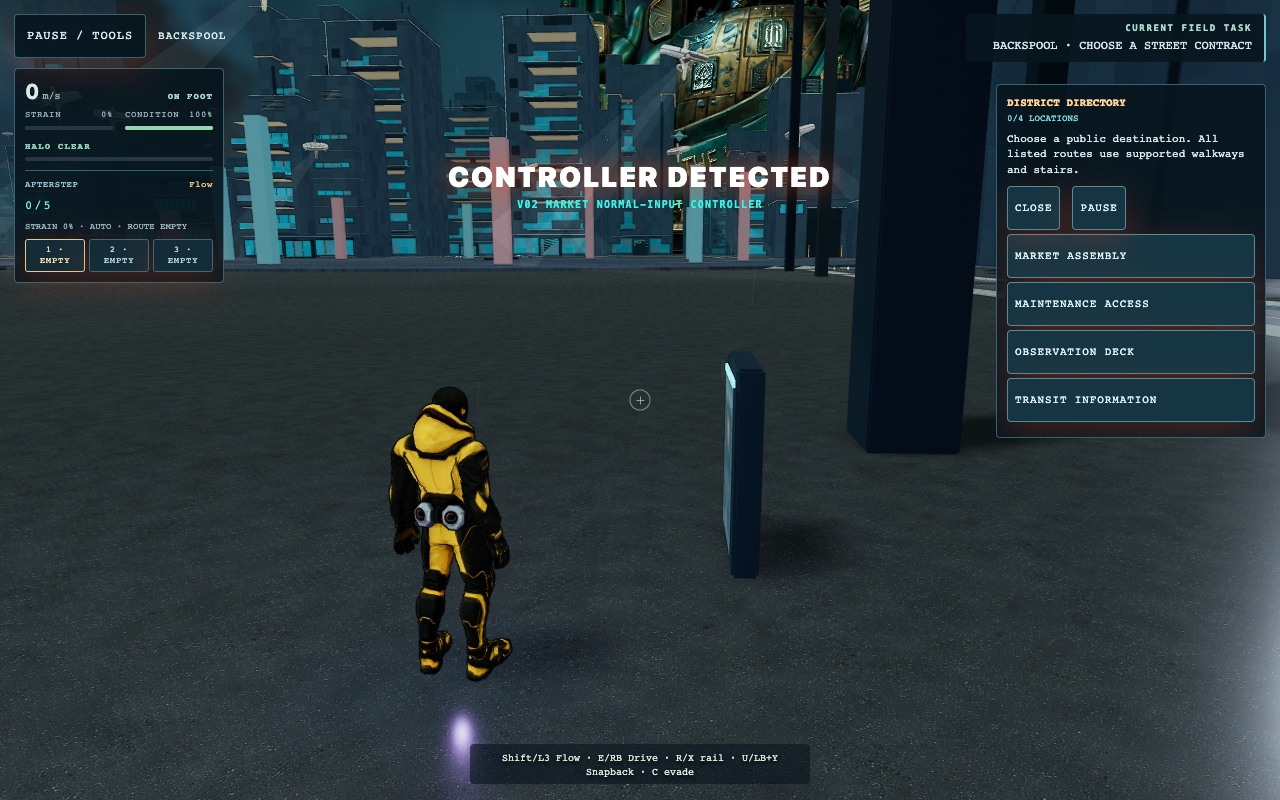 PAUSE / TOOLS
BACKSPOOL
0 m/s
ON FOOT
STRAIN 0%
CONDITION 100%
HALO CLEAR
AFTERSTEP
Flow
0/5
STRAIN 0% · AUTO · ROUTE EMPTY
1 · EMPTY
2 · EMPTY
3 · EMPTY
CONTROLLER DETECTED
V02 MARKET NORMAL-INPUT CONTROLLER
THE
CURRENT FIELD TASK
BACKSPOOL · CHOOSE A STREET CONTRACT
DISTRICT DIRECTORY
0/4 LOCATIONS
Choose a public destination. All
listed routes use supported walkways
and stairs.
CLOSE
PAUSE
MARKET ASSEMBLY
MAINTENANCE ACCESS
OBSERVATION DECK
TRANSIT INFORMATION
Shift/L3 Flow · E/RB Drive · R/X rail · U/LB+Y
Snapback · C evade